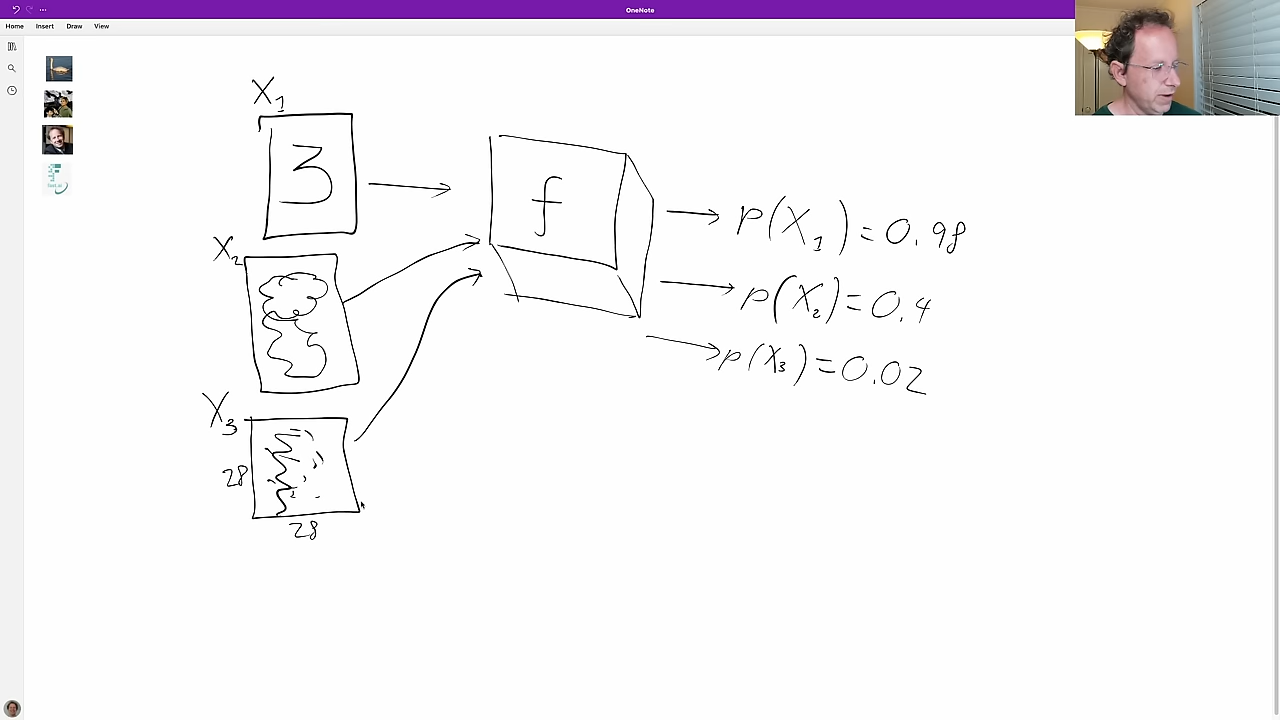 OneNote
Home Insert Draw View
X₁
3
f
p(X₁) = 0.98
X₂
p(X₂) = 0.4
p(X₃) = 0.02
X₃
28
28